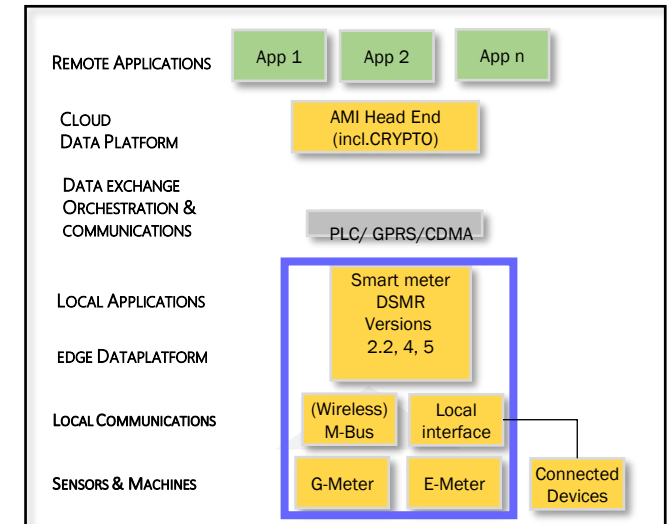 REMOTE APPLICATIONS
App 1
App 2
App n
CLOUD
DATA PLATFORM
AMI Head End
(incl.CRYPTO)
DATA EXCHANGE
ORCHESTRATION &
COMMUNICATIONS
PLC/ GPRS/CDMA
LOCAL APPLICATIONS
EDGE DATAPLATFORM
Smart meter
DSMR
Versions
2.2, 4, 5
LOCAL COMMUNICATIONS
(Wireless)
M-Bus
Local
interface
SENSORS & MACHINES
G-Meter
E-Meter
Connected
Devices